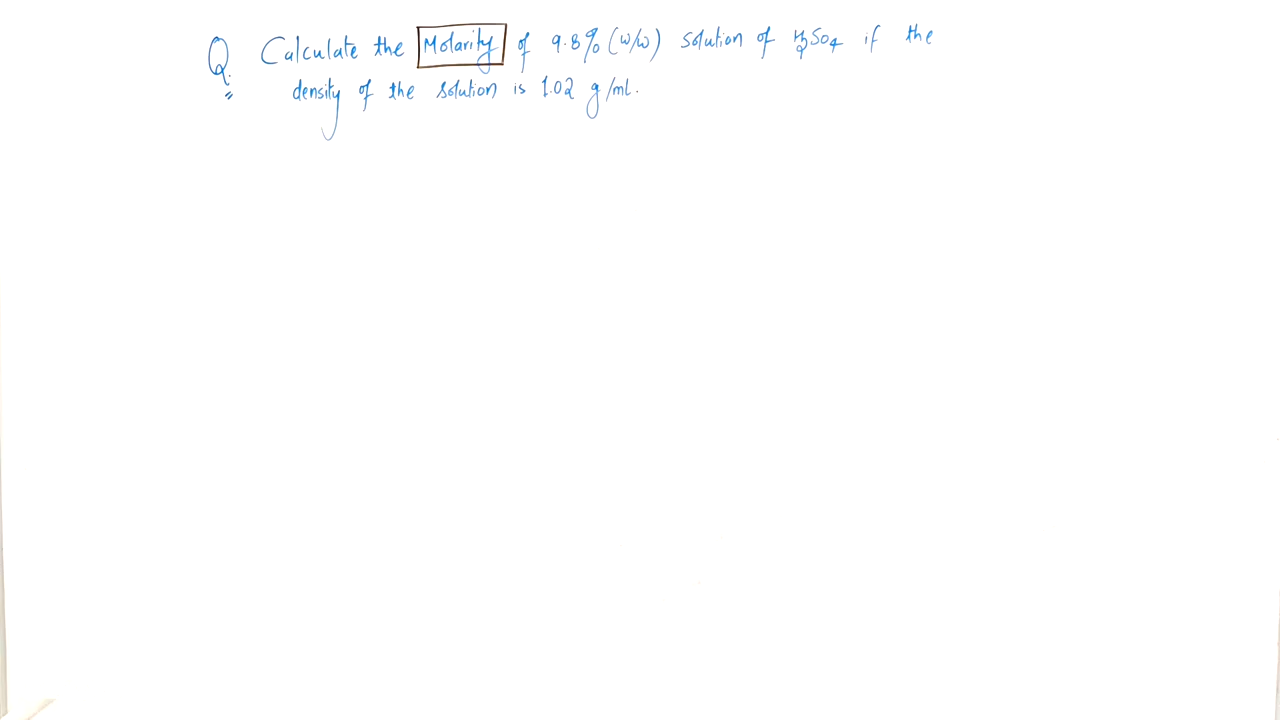 Q. Calculate the Molarity of 9.8% (w/w) solution of H2SO4 if the
density of the solution is 1.02 g/ml.